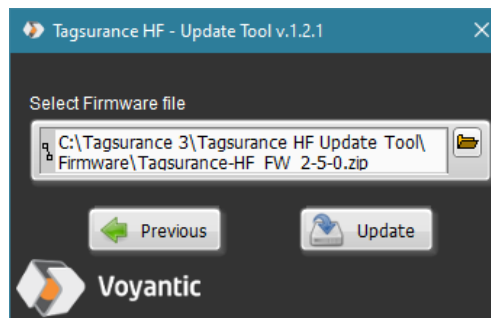 Tagsurance HF - Update Tool v.1.2.1
Select Firmware file
C:\Tagsurance 3\Tagsurance HF Update Tool\
Firmware\Tagsurance-HF_FW_2-5-0.zip
Previous
Update
Voyantic